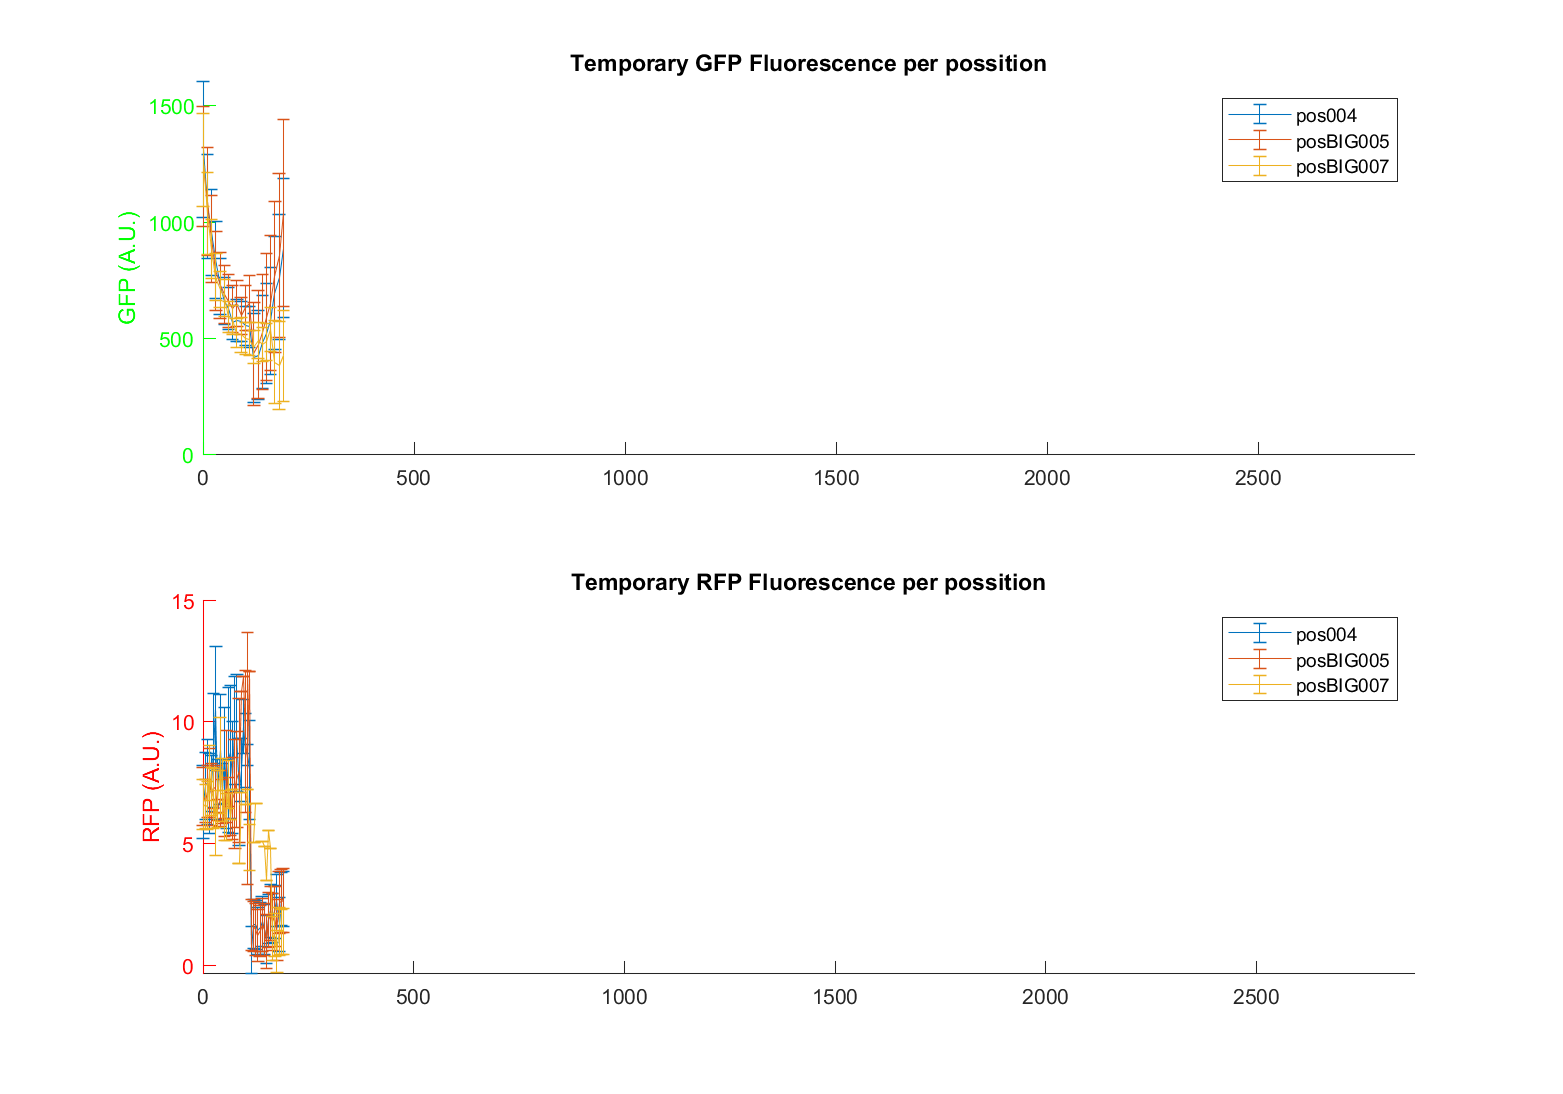 Temporary GFP Fluorescence per possition
1500
1000
500
0
GFP (A.U.)
pos004
posBIG005
posBIG007
0 500 1000 1500 2000 2500
Temporary RFP Fluorescence per possition
15
10
5
0
RFP (A.U.)
pos004
posBIG005
posBIG007
0 500 1000 1500 2000 2500